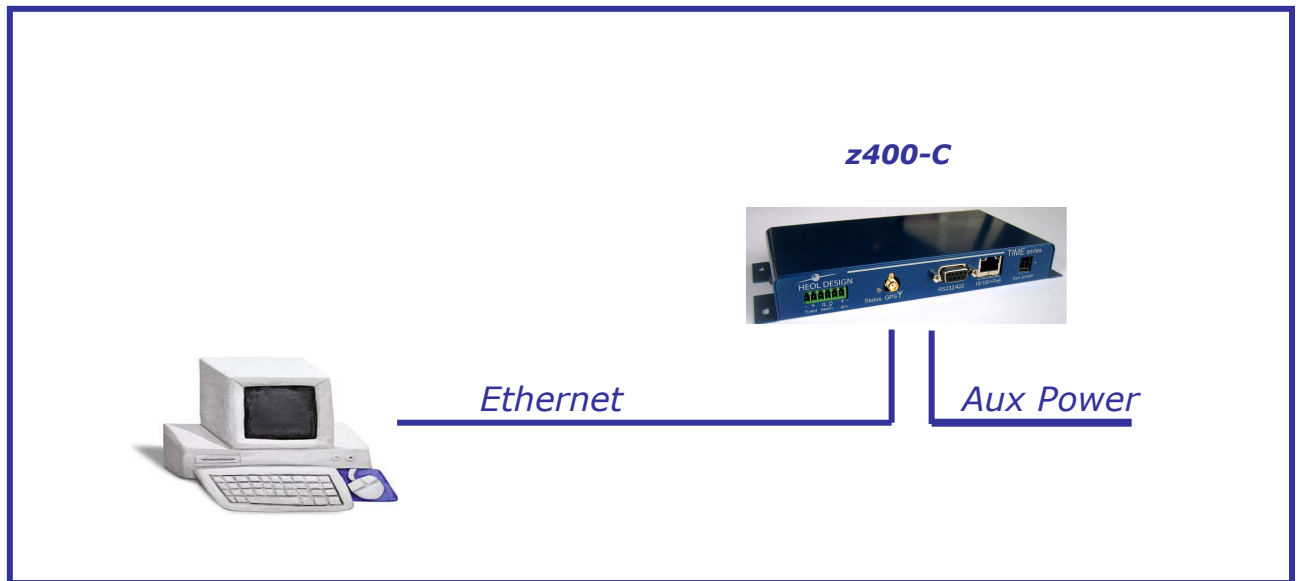 z400-C
TIME series
HEOL DESIGN
Status GPS
RS232/422
10/100+PoE
Aux power
Ethernet
Aux Power